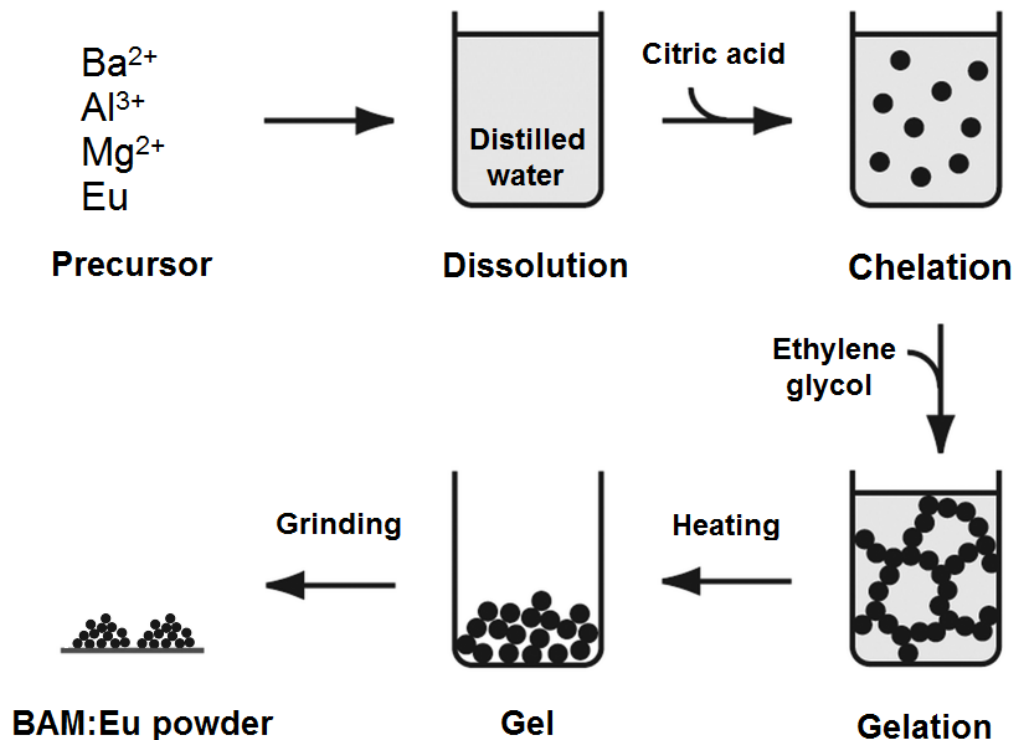 Ba²⁺
Al³⁺
Mg²⁺
Eu
Precursor
Distilled
water
Dissolution
Citric acid
Chelation
Ethylene
glycol
Gelation
Heating
Gel
Grinding
BAM:Eu powder